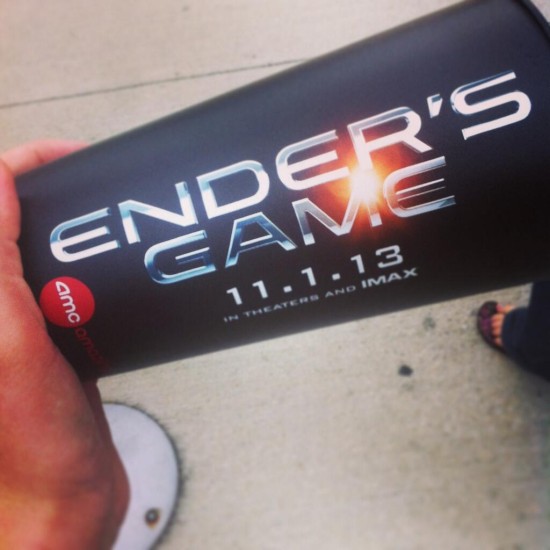 ENDER'S
GAME
11.1.13
IN THEATERS AND IMAX
amc